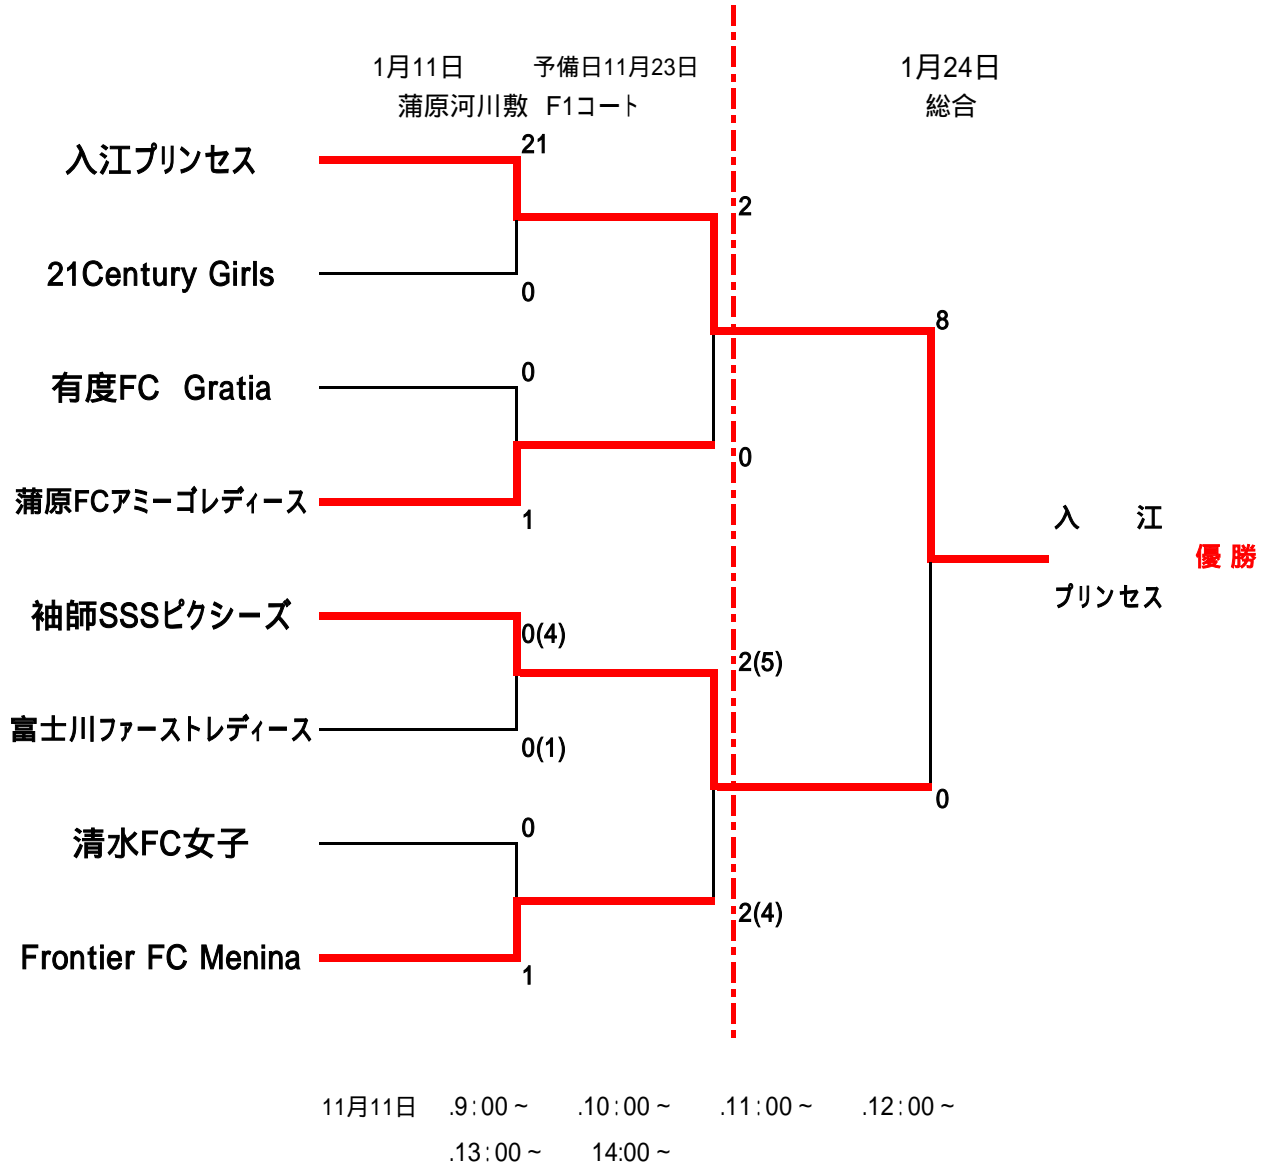 1月11日 予備日11月23日 1月24日
蒲原河川敷 F1コート 総合
21
入江プリンセス
2
21Century Girls
0
8
0
有度FC Gratia
0
蒲原FCアミーゴレディース
1
入 江
優 勝
プリンセス
袖師SSSピクシーズ
0(4)
2(5)
富士川ファーストレディース
0(1)
0
0
清水FC女子
2(4)
Frontier FC Menina
1
11月11日 .9:00～ .10:00～ .11:00～ .12:00～
.13:00～ 14:00～